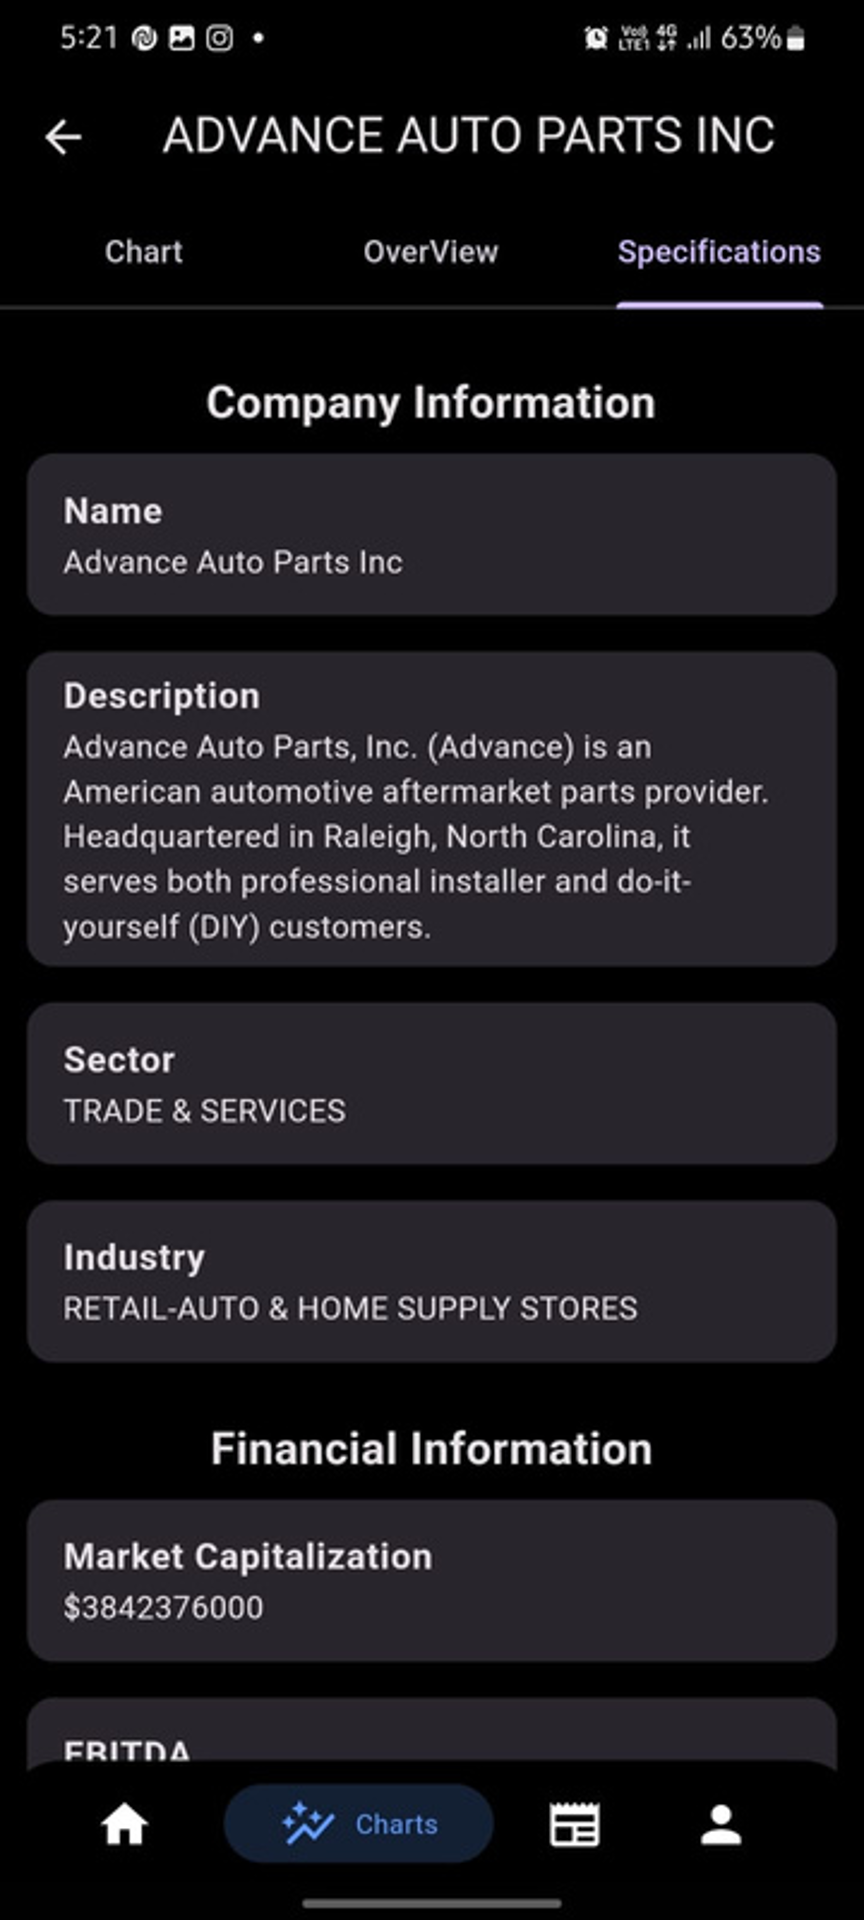 5:21
Vo) 4G
LTE1
63%
ADVANCE AUTO PARTS INC
Chart OverView Specifications
Company Information
Name
Advance Auto Parts Inc
Description
Advance Auto Parts, Inc. (Advance) is an
American automotive aftermarket parts provider.
Headquartered in Raleigh, North Carolina, it
serves both professional installer and do-it-
yourself (DIY) customers.
Sector
TRADE & SERVICES
Industry
RETAIL-AUTO & HOME SUPPLY STORES
Financial Information
Market Capitalization
$3842376000
EBITDA
Charts